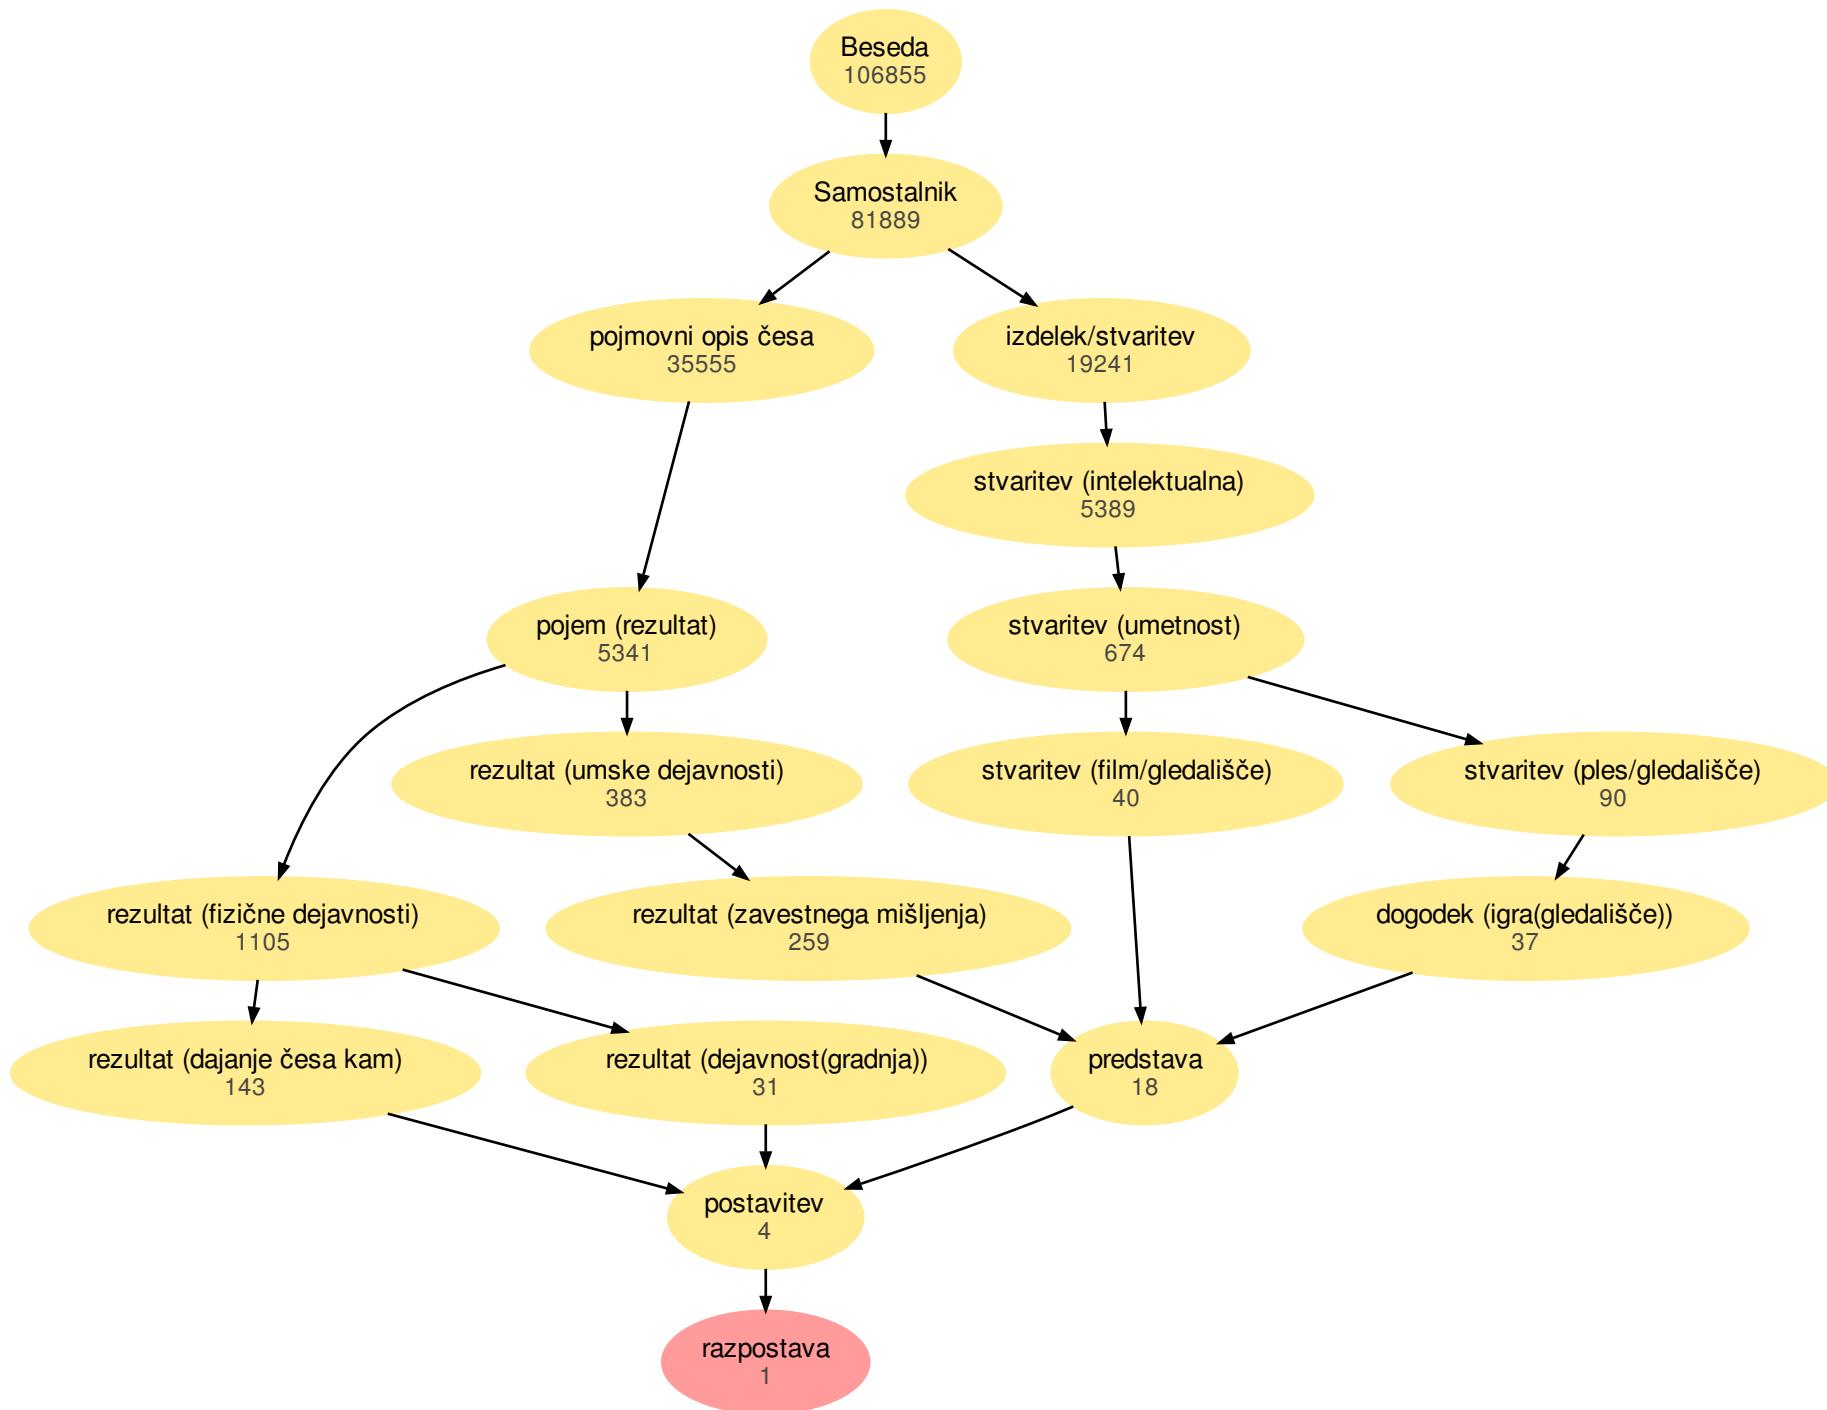 Beseda
106855
Samostalnik
81889
pojmovni opis česa
35555
izdelek/stvaritev
19241
stvaritev (intelektualna)
5389
pojem (rezultat)
5341
stvaritev (umetnost)
674
rezultat (umske dejavnosti)
383
stvaritev (film/gledališče)
40
stvaritev (ples/gledališče)
90
rezultat (fizične dejavnosti)
1105
rezultat (zavestnega mišljenja)
259
dogodek (igra(gledališče))
37
rezultat (dajanje česa kam)
143
rezultat (dejavnost(gradnja))
31
predstava
18
postavitev
4
razpostava
1